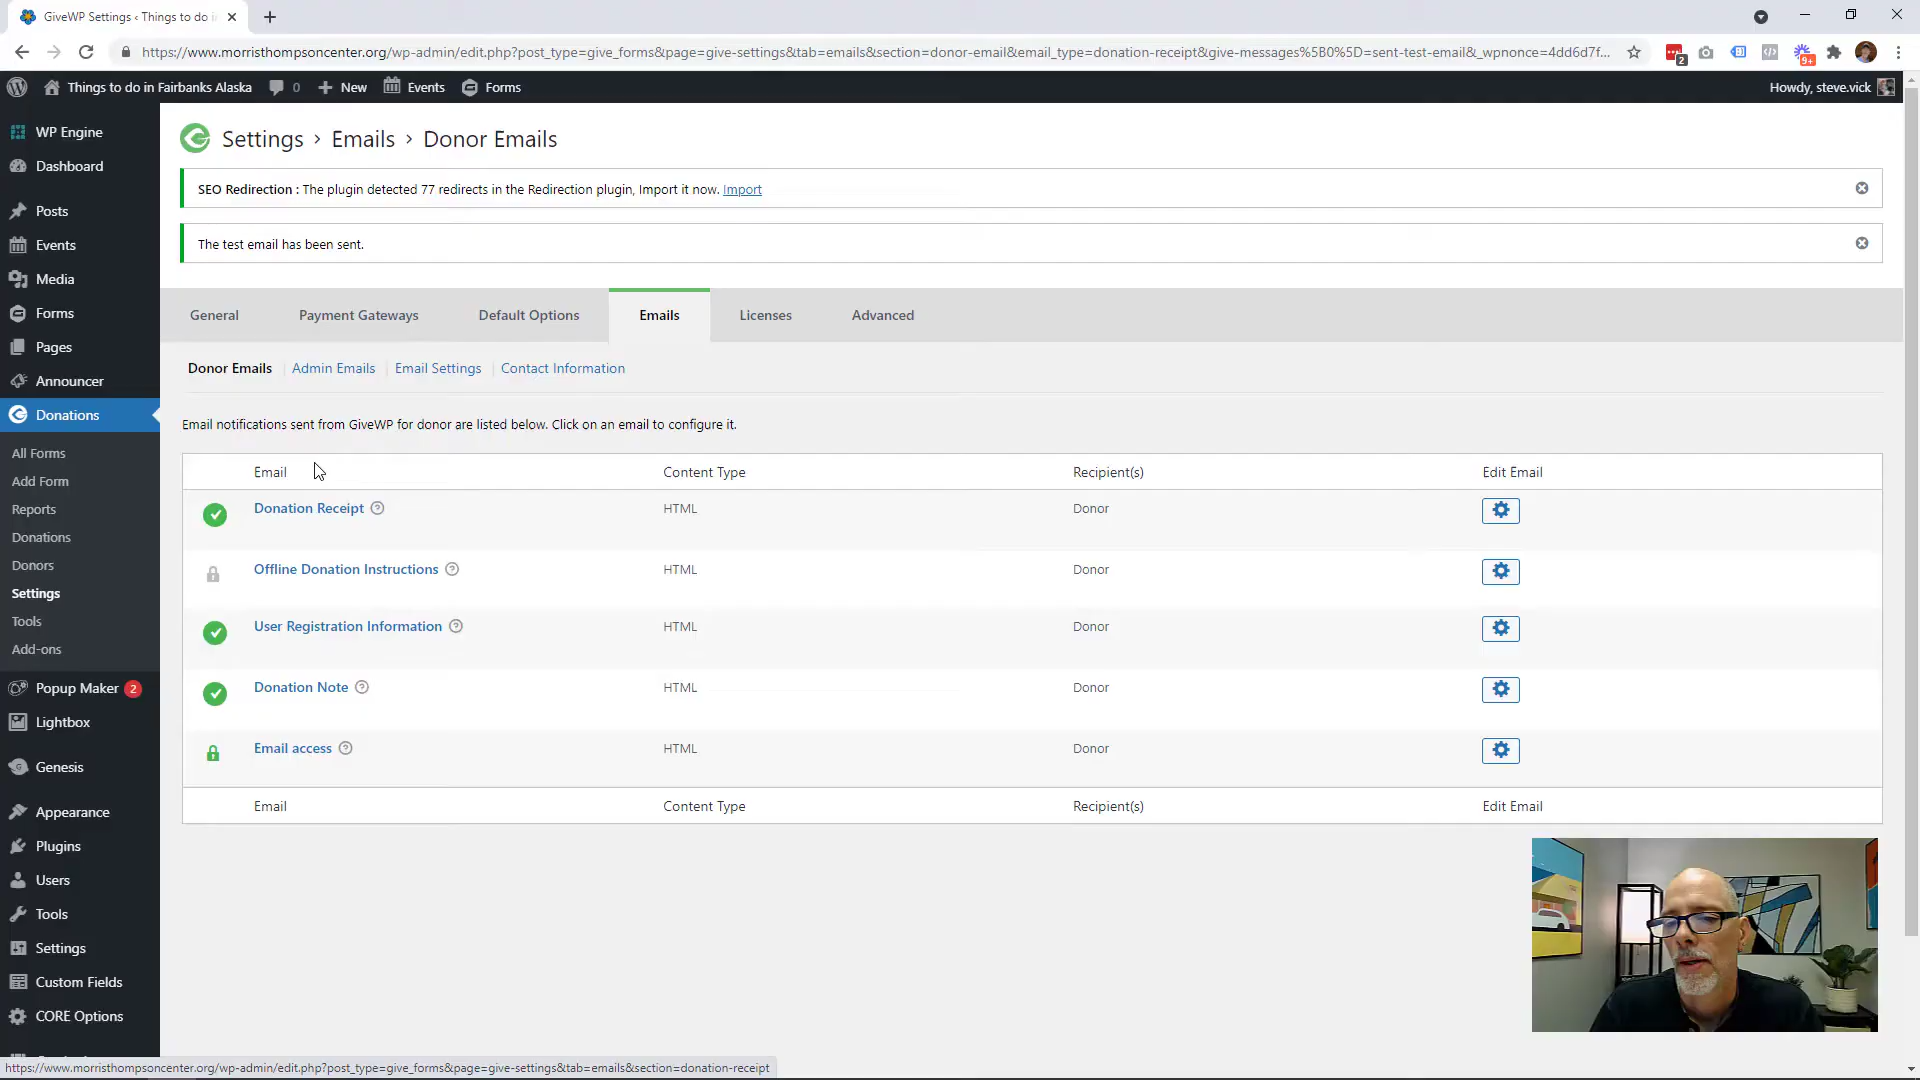 GiveWP Settings ‹ Things to do in
https://www.morristhompsoncenter.org/wp-admin/edit.php?post_type=give_forms&page=give-settings&tab=emails&section=donor-email&email_type=donation-receipt&give-messages%5B0%5D=sent-test-email&_wpnonce=4dd6d7f...
2
9+
Things to do in Fairbanks Alaska
0
New
Events
Forms
Howdy, steve.vick
WP Engine
Dashboard
Posts
Events
Media
Forms
Pages
Announcer
Donations
All Forms
Add Form
Reports
Donations
Donors
Settings
Tools
Add-ons
Popup Maker 2
Lightbox
Genesis
Appearance
Plugins
Users
Tools
Settings
Custom Fields
CORE Options
Settings › Emails › Donor Emails
SEO Redirection : The plugin detected 77 redirects in the Redirection plugin, Import it now. Import
The test email has been sent.
General Payment Gateways Default Options Emails Licenses Advanced
Donor Emails | Admin Emails | Email Settings | Contact Information
Email notifications sent from GiveWP for donor are listed below. Click on an email to configure it.
Email Content Type Recipient(s) Edit Email
Donation Receipt ? HTML Donor
Offline Donation Instructions ? HTML Donor
User Registration Information ? HTML Donor
Donation Note ? HTML Donor
Email access ? HTML Donor
Email Content Type Recipient(s) Edit Email
https://www.morristhompsoncenter.org/wp-admin/edit.php?post_type=give_forms&page=give-settings&tab=emails&section=donation-receipt